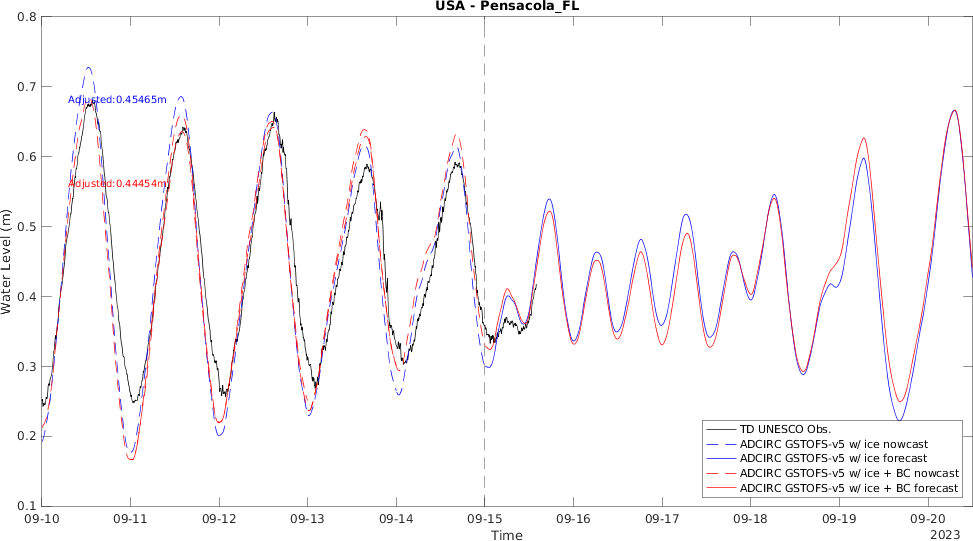 USA - Pensacola_FL
0.8
0.7
0.6
0.5
0.4
0.3
0.2
0.1
Water Level (m)
Adjusted:0.45465m
Adjusted:0.44454m
TD UNESCO Obs.
ADCIRC GSTOFS-v5 w/ ice nowcast
ADCIRC GSTOFS-v5 w/ ice forecast
ADCIRC GSTOFS-v5 w/ ice + BC nowcast
ADCIRC GSTOFS-v5 w/ ice + BC forecast
09-10 09-11 09-12 09-13 09-14 09-15 09-16 09-17 09-18 09-19 09-20
2023
Time